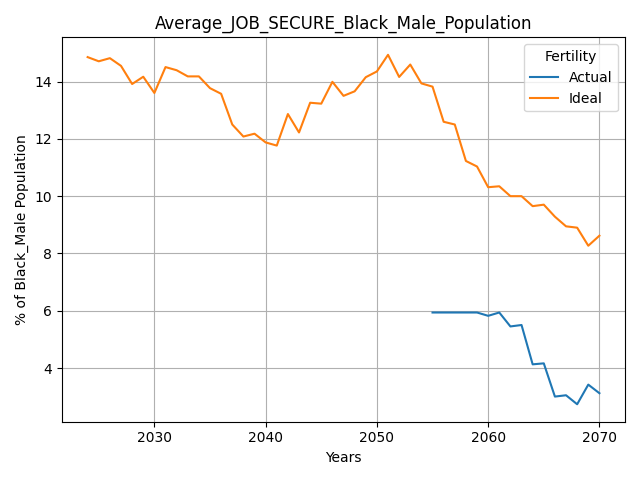 Average_JOB_SECURE_Black_Male_Population
Fertility
Actual
Ideal
% of Black_Male Population
14
12
10
8
6
4
2030
2040
2050
2060
2070
Years